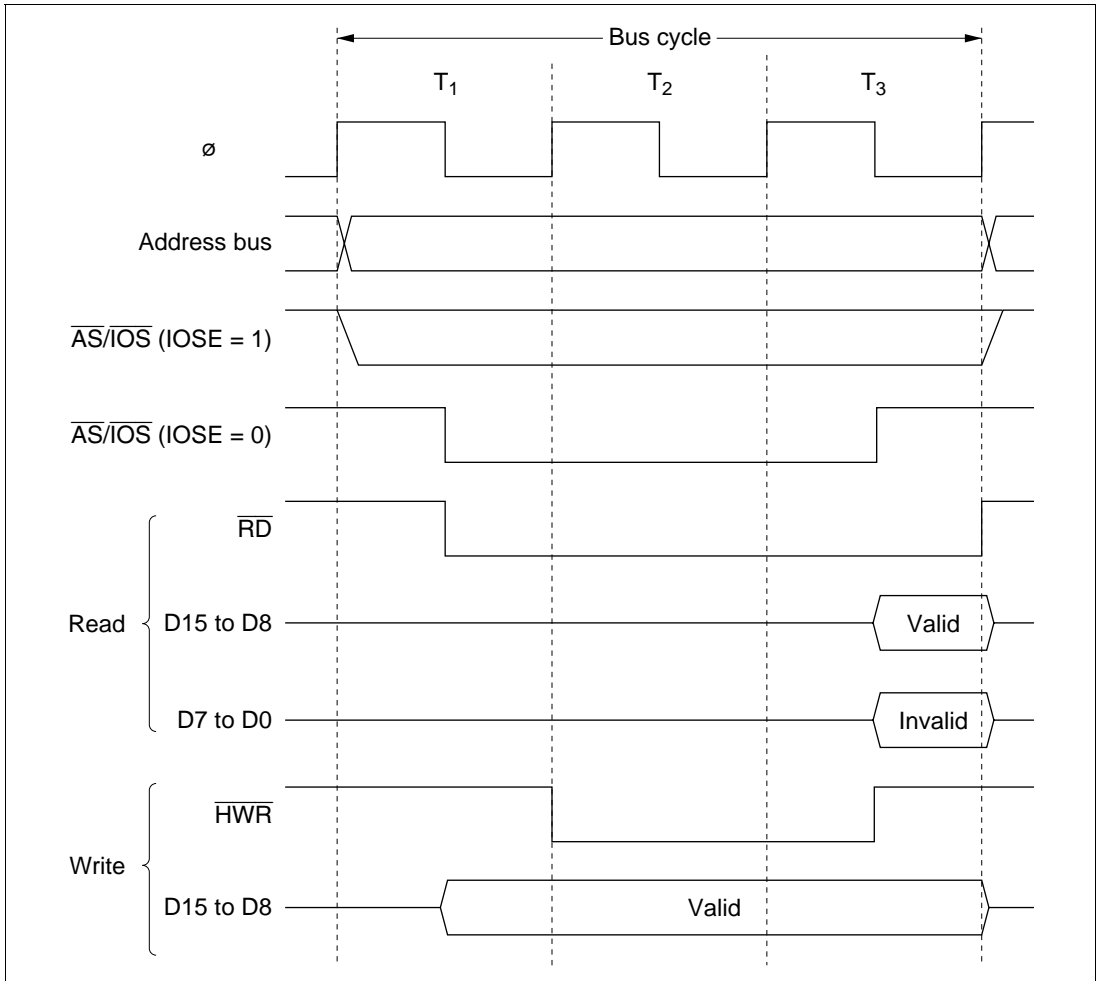 Bus cycle
T1 T2 T3
ø
Address bus
AS/IOS (IOSE = 1)
AS/IOS (IOSE = 0)
RD
Read
D15 to D8
Valid
D7 to D0
Invalid
HWR
Write
D15 to D8
Valid